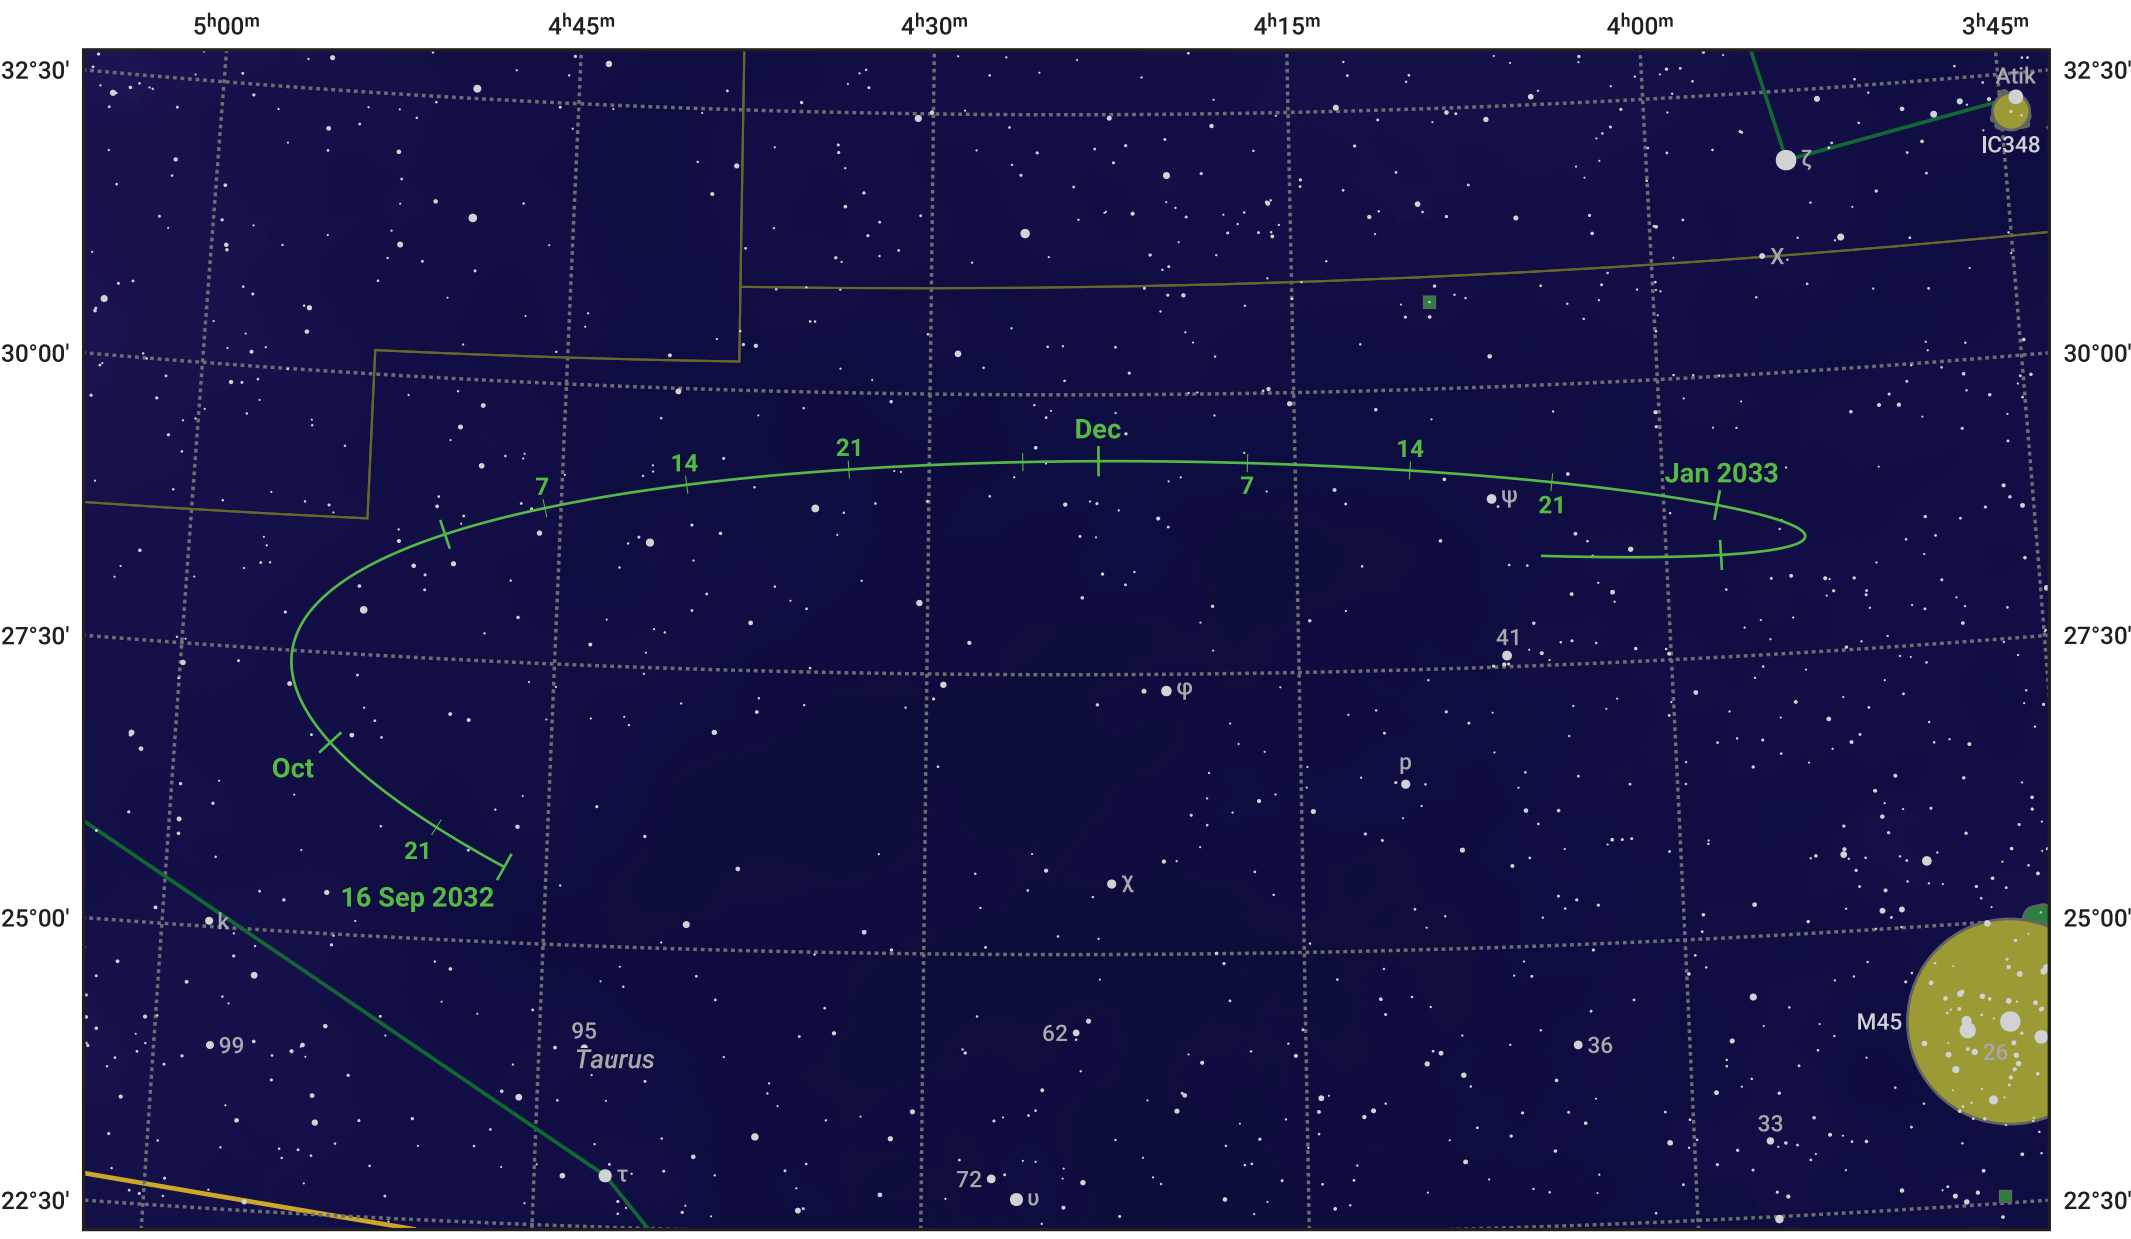 5ʰ00ᵐ 4ʰ45ᵐ 4ʰ30ᵐ 4ʰ15ᵐ 4ʰ00ᵐ 3ʰ45ᵐ
32°30' 32°30'
Atik
IC348
ζ
χ
30°00' 30°00'
Dec
21 14
14 Jan 2033
7 7 ψ 21
27°30' 27°30'
41
φ
p
Oct
21
χ
16 Sep 2032
k
25°00' 25°00'
M45
95 62
99 36
Taurus 26
33
τ
72
υ
22°30' 22°30'